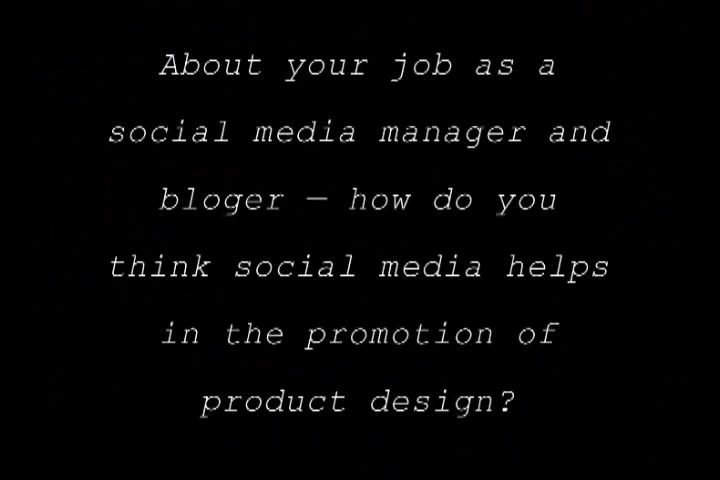 About your job as a
social media manager and
bloger – how do you
think social media helps
in the promotion of
product design?